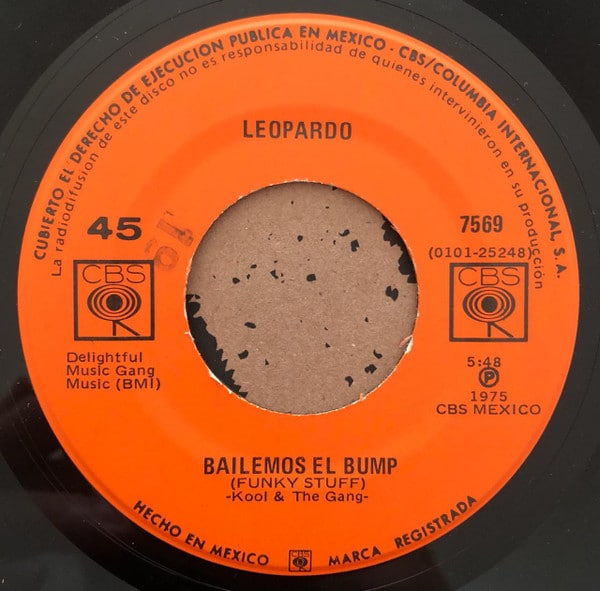 CUBIERTO EL DERECHO DE EJECUCION PUBLICA EN MEXICO - CBS/COLUMBIA INTERNACIONAL, S.A.
La radiodifusion de este disco no es responsabilidad de quienes intervinieron en su producción
LEOPARDO
45
7569
(0101-25248)
CBS
CBS
Delightful
Music Gang
Music (BMI)
5:48
Ⓟ
1975
CBS MEXICO
BAILEMOS EL BUMP
(FUNKY STUFF)
-Kool & The Gang-
HECHO EN MEXICO CBS MARCA REGISTRADA